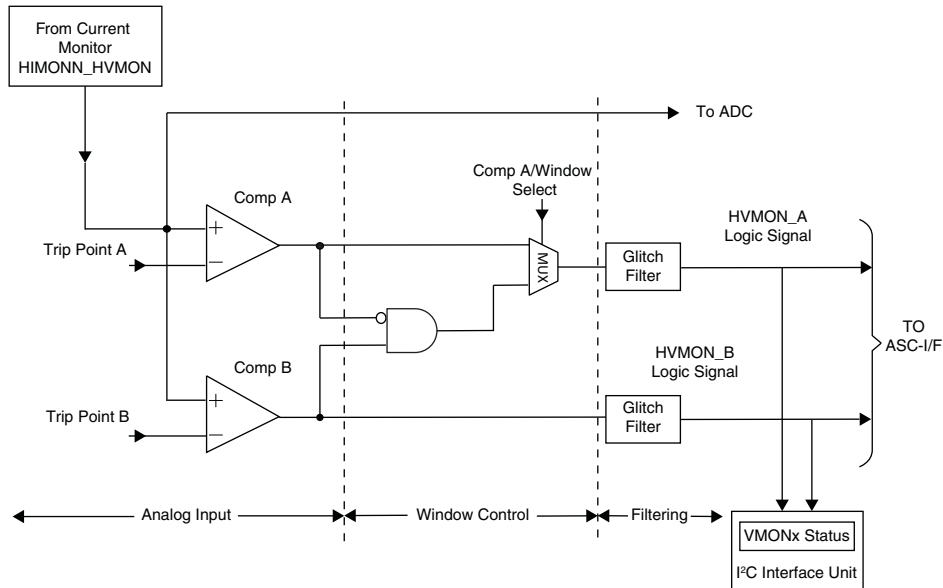 From Current
Monitor
HIMONN_HVMON
To ADC
Comp A/Window
Select
Comp A
HVMON_A
Logic Signal
Trip Point A
+
–
MUX
Glitch
Filter
TO
ASC-I/F
Comp B
HVMON_B
Logic Signal
Trip Point B
+
–
Glitch
Filter
Analog Input
Window Control
Filtering
VMONx Status
I²C Interface Unit